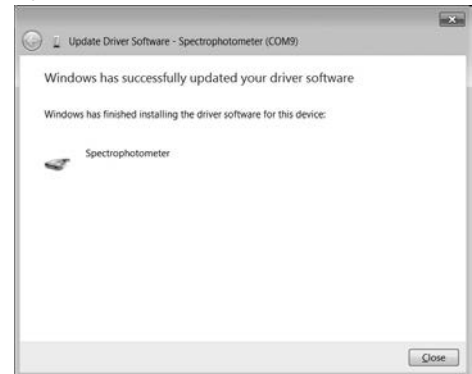 Update Driver Software - Spectrophotometer (COM9)
Windows has successfully updated your driver software
Windows has finished installing the driver software for this device:
Spectrophotometer
Close